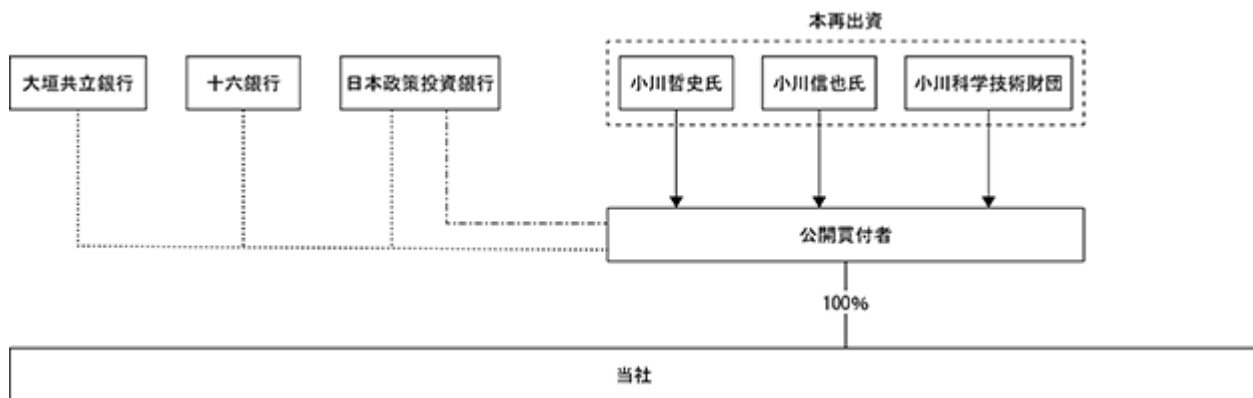 本再出資
大垣共立銀行
十六銀行
日本政策投資銀行
小川哲史氏
小川信也氏
小川科学技術財団
公開買付者
100%
当社